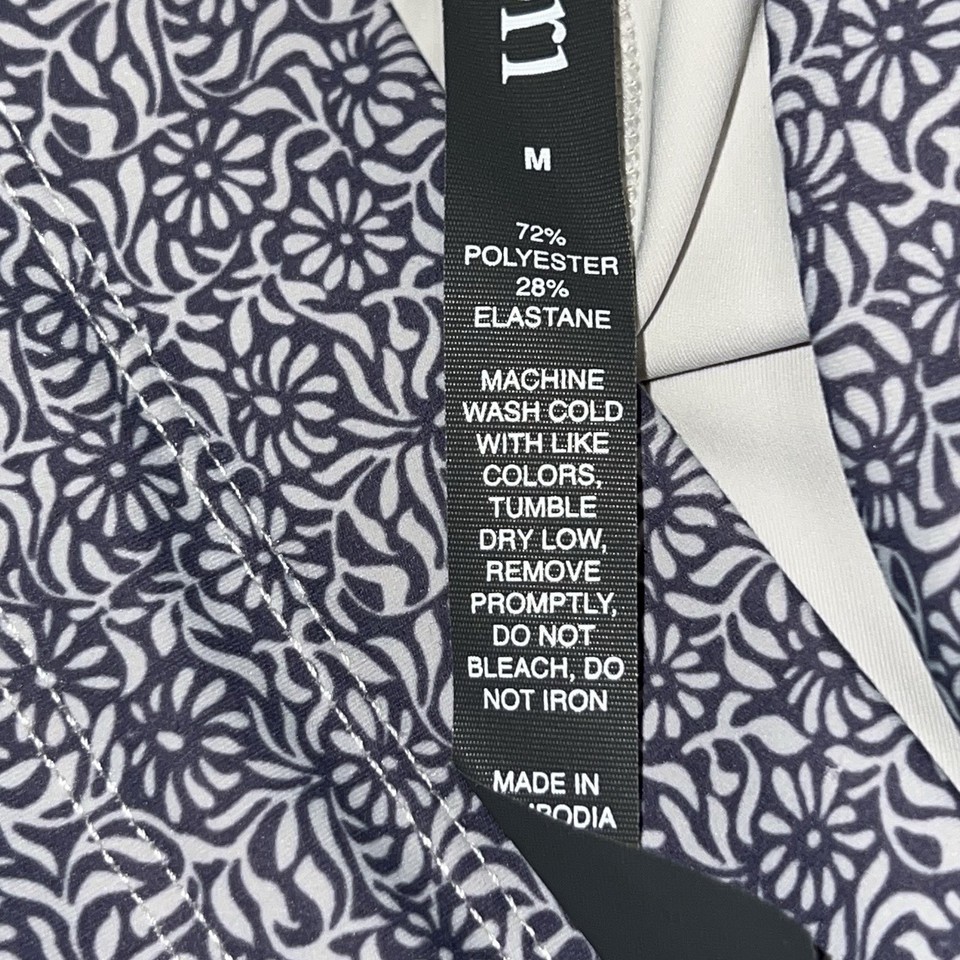 M
72%
POLYESTER
28%
ELASTANE
MACHINE
WASH COLD
WITH LIKE
COLORS,
TUMBLE
DRY LOW,
REMOVE
PROMPTLY,
DO NOT
BLEACH, DO
NOT IRON
MADE IN